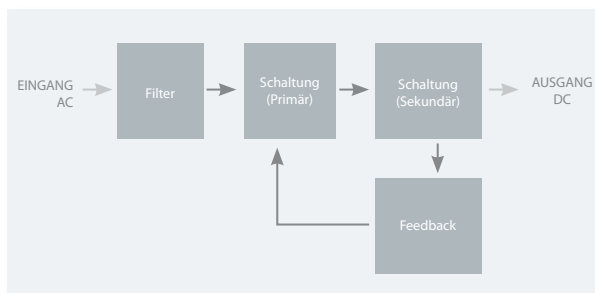 EINGANG
AC
Filter
Schaltung
(Primär)
Schaltung
(Sekundär)
AUSGANG
DC
Feedback